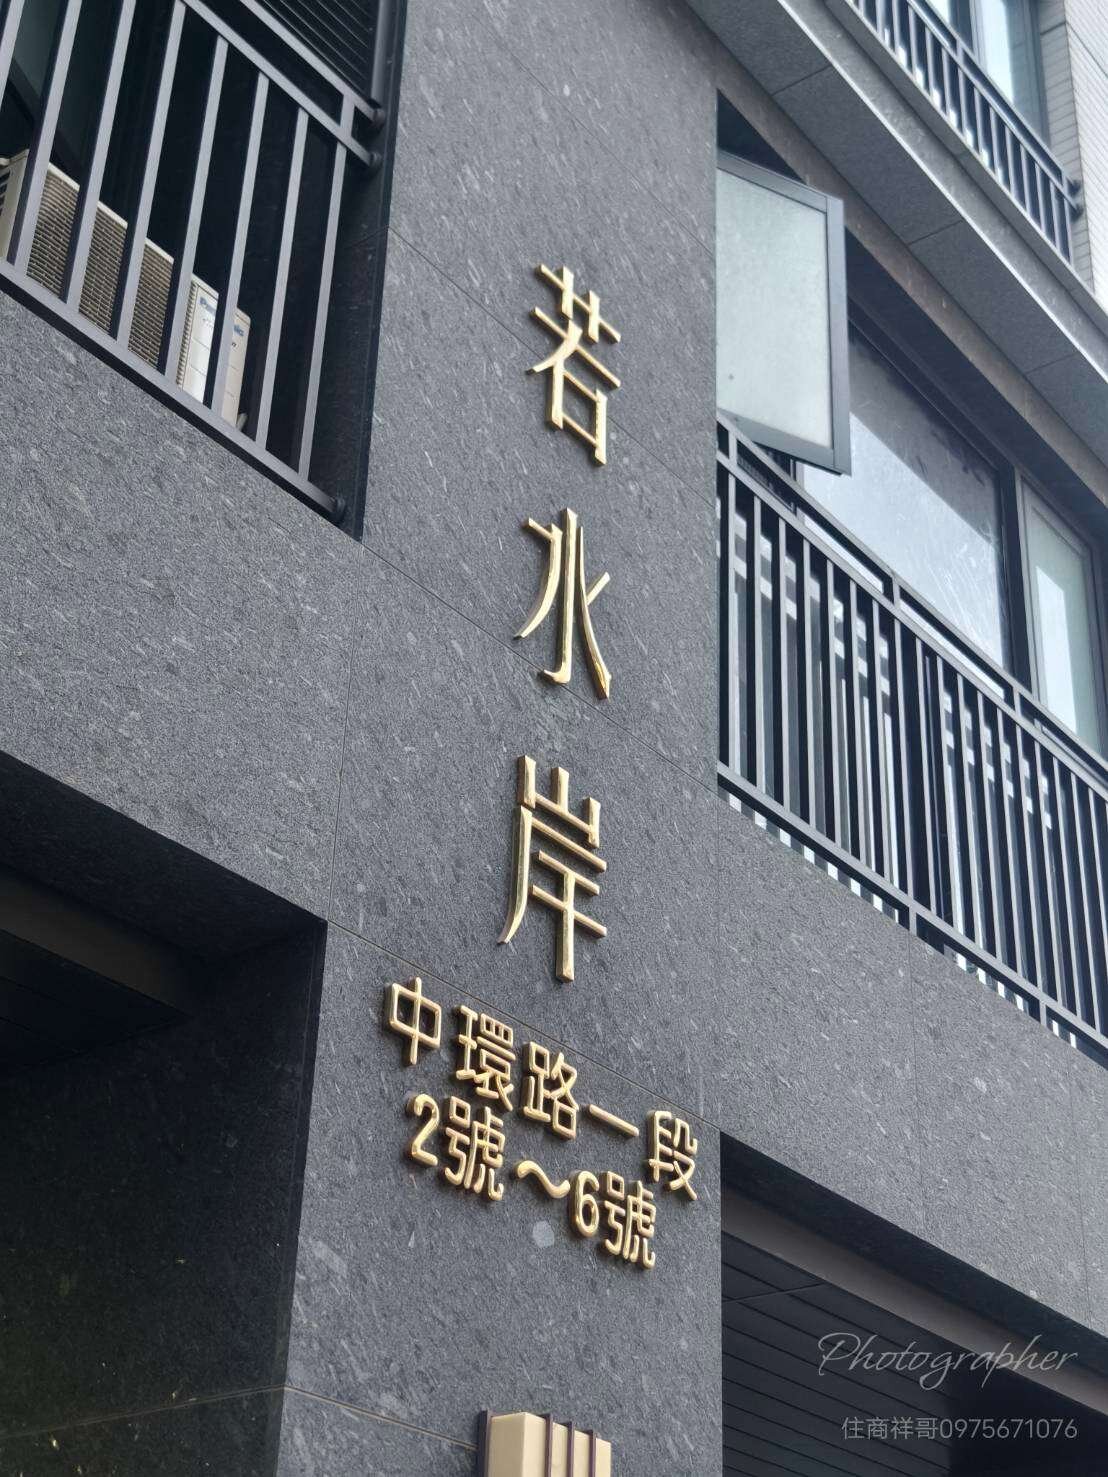 Panasonic
若水岸
中環路一段
2號～6號
Photographer
住商祥哥0975671076